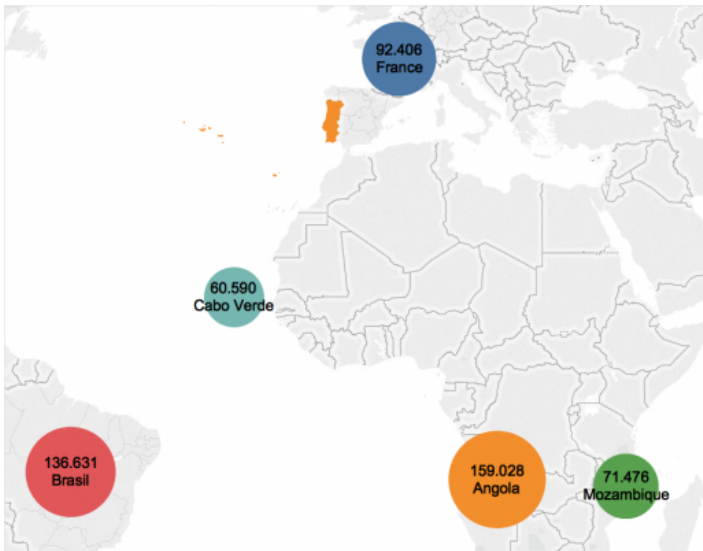 92.406
France
60.590
Cabo Verde
136.631
Brasil
159.028
Angola
71.476
Mozambique